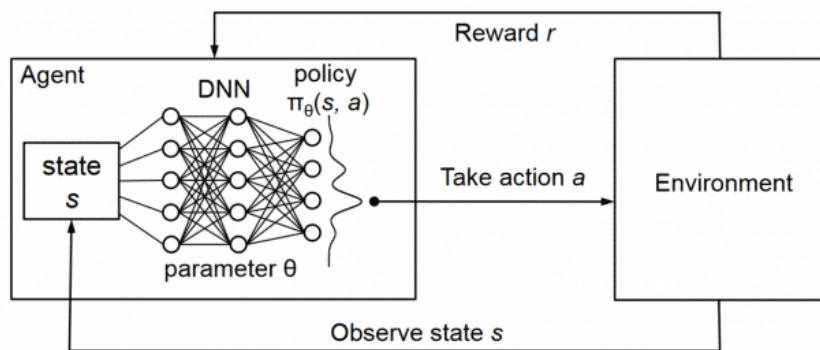 Reward r
Agent
DNN
policy
πθ(s, a)
state
s
Take action a
Environment
parameter θ
Observe state s